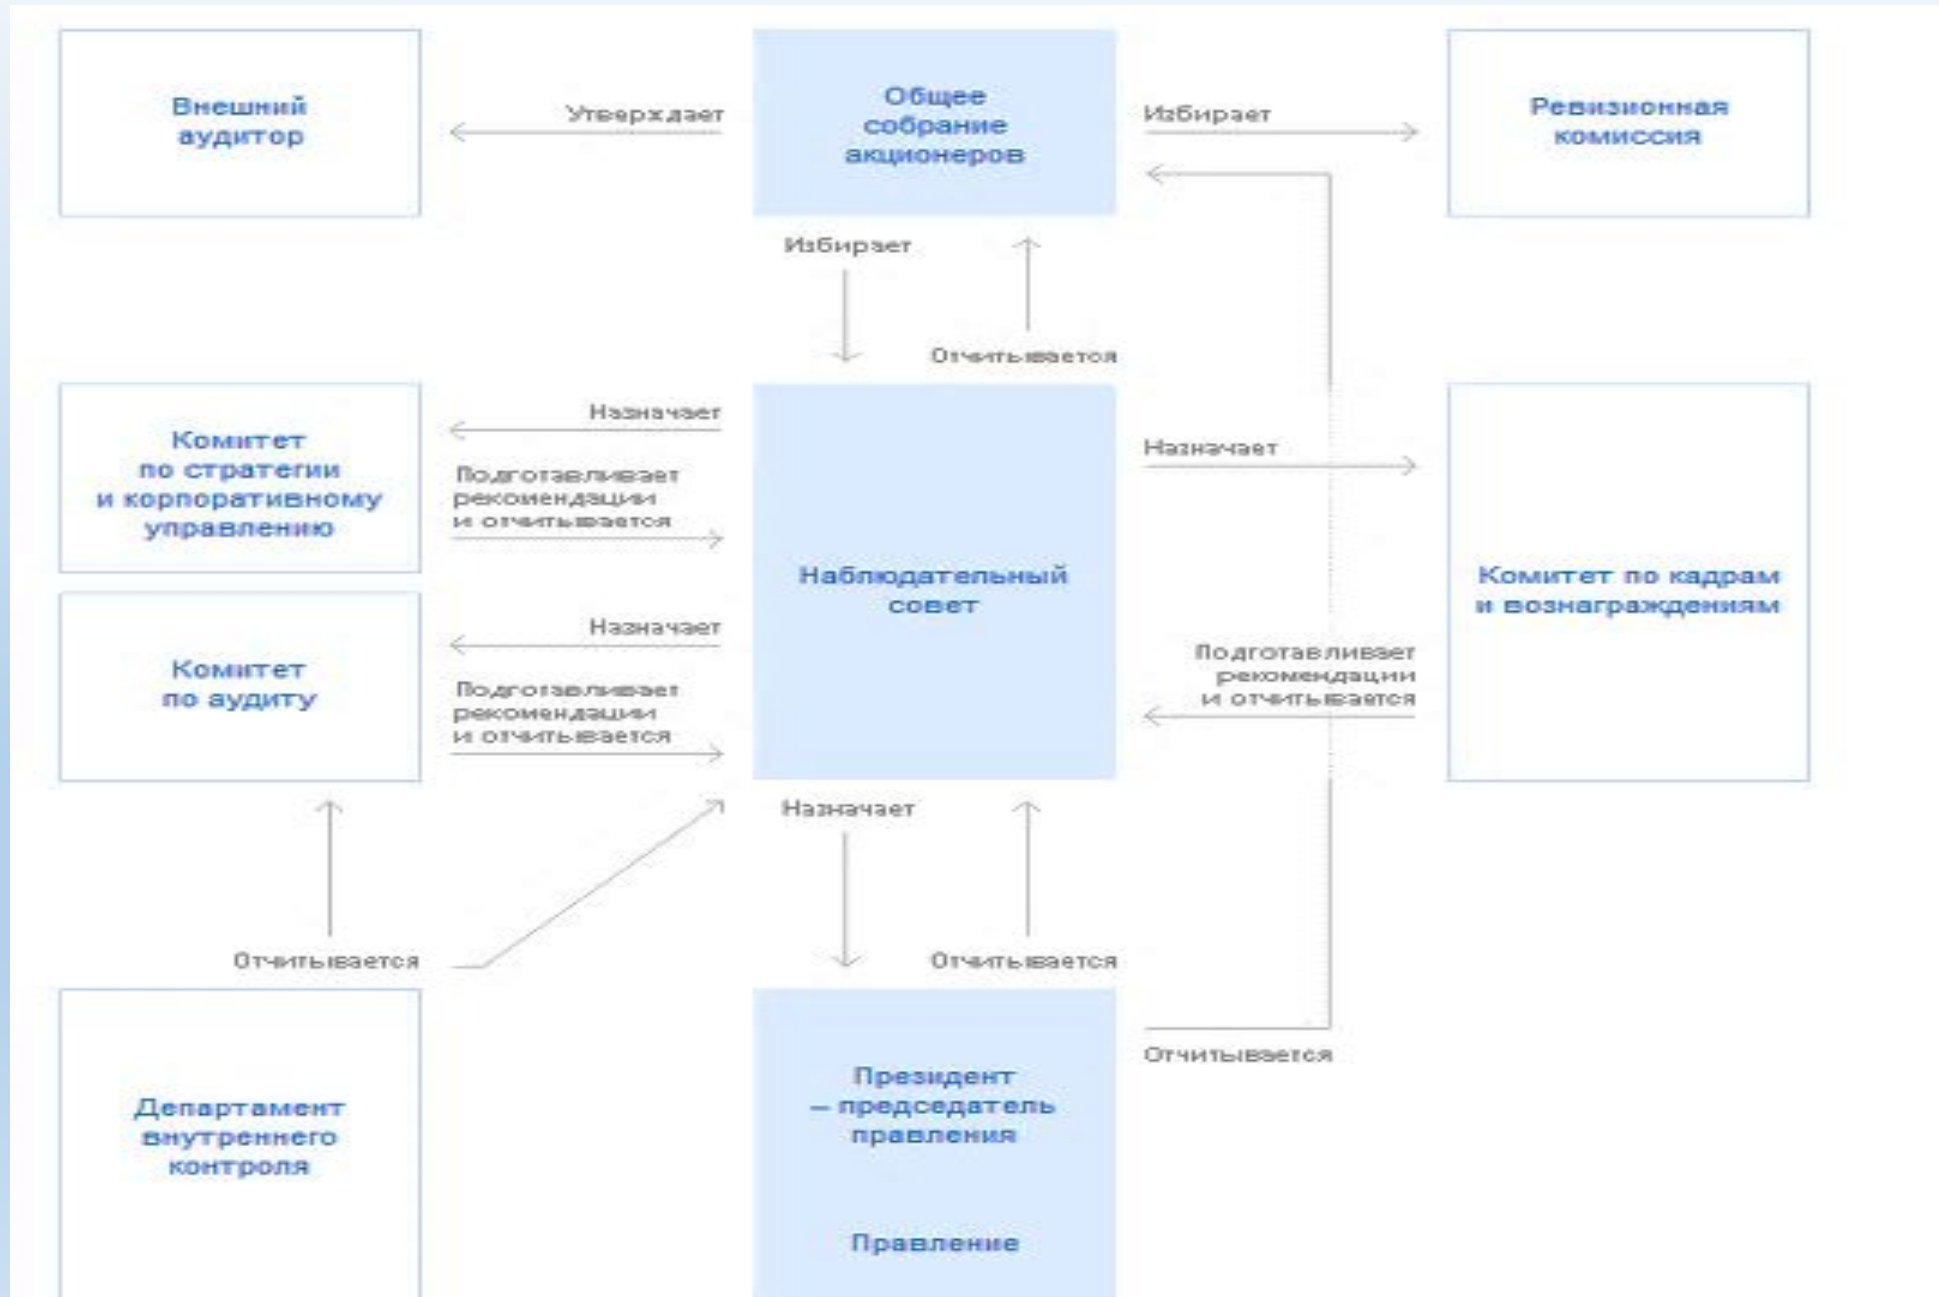 Внешний
аудитор
Утверждает
Общее
собрание
акционеров
Избирает
Ревизионная
комиссия
Избирает
Отчитывается
Комитет
по стратегии
и корпоративному
управлению
Назначает
Подготавливает
рекомендации
и отчитывается
Комитет
по аудиту
Назначает
Подготавливает
рекомендации
и отчитывается
Наблюдательный
совет
Назначает
Подготавливает
рекомендации
и отчитывается
Комитет по кадрам
и вознаграждениям
Назначает
Отчитывается
Отчитывается
Департамент
внутреннего
контроля
Президент
– председатель
правления
Правление
Отчитывается